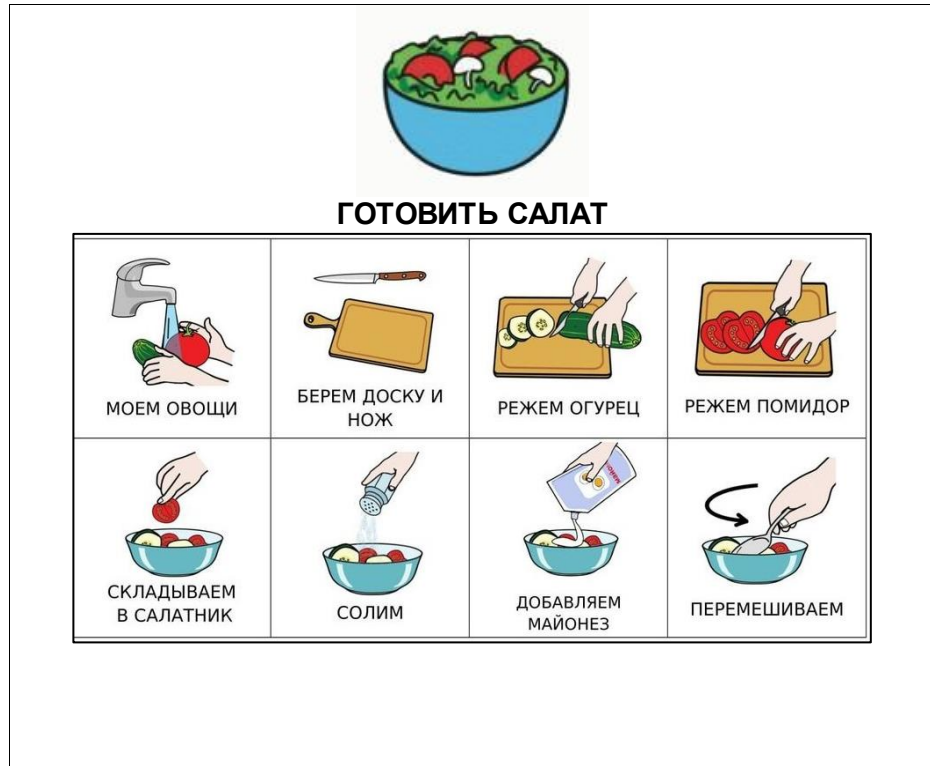 ГОТОВИТЬ САЛАТ
МОЕМ ОВОЩИ
БЕРЕМ ДОСКУ И
НОЖ
РЕЖЕМ ОГУРЕЦ
РЕЖЕМ ПОМИДОР
СКЛАДЫВАЕМ
В САЛАТНИК
СОЛИМ
ДОБАВЛЯЕМ
МАЙОНЕЗ
ПЕРЕМЕШИВАЕМ